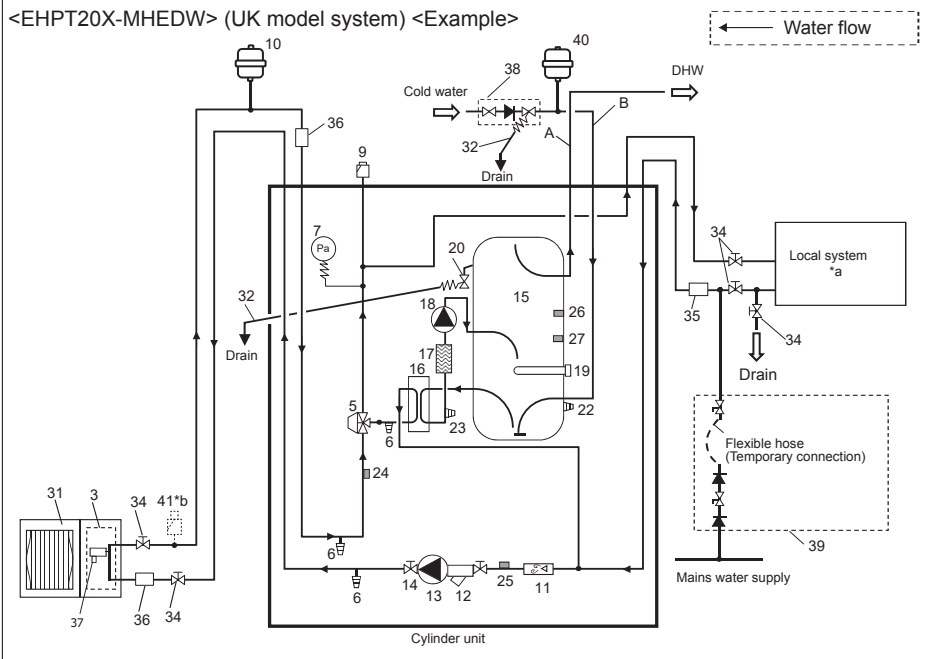 <EHPT20X-MHEDW> (UK model system) <Example>
Water flow
10
40
38
DHW
Cold water
B
36
A
32
9
Drain
7
Pa
20
34
15
Local system
*a
18
26
32
35
34
27
Drain
17
Drain
16
19
5
22
23
6
Flexible hose
(Temporary connection)
24
31
3
41*b
34
39
6
25
14
37
36
34
6
13
12
11
Mains water supply
Cylinder unit